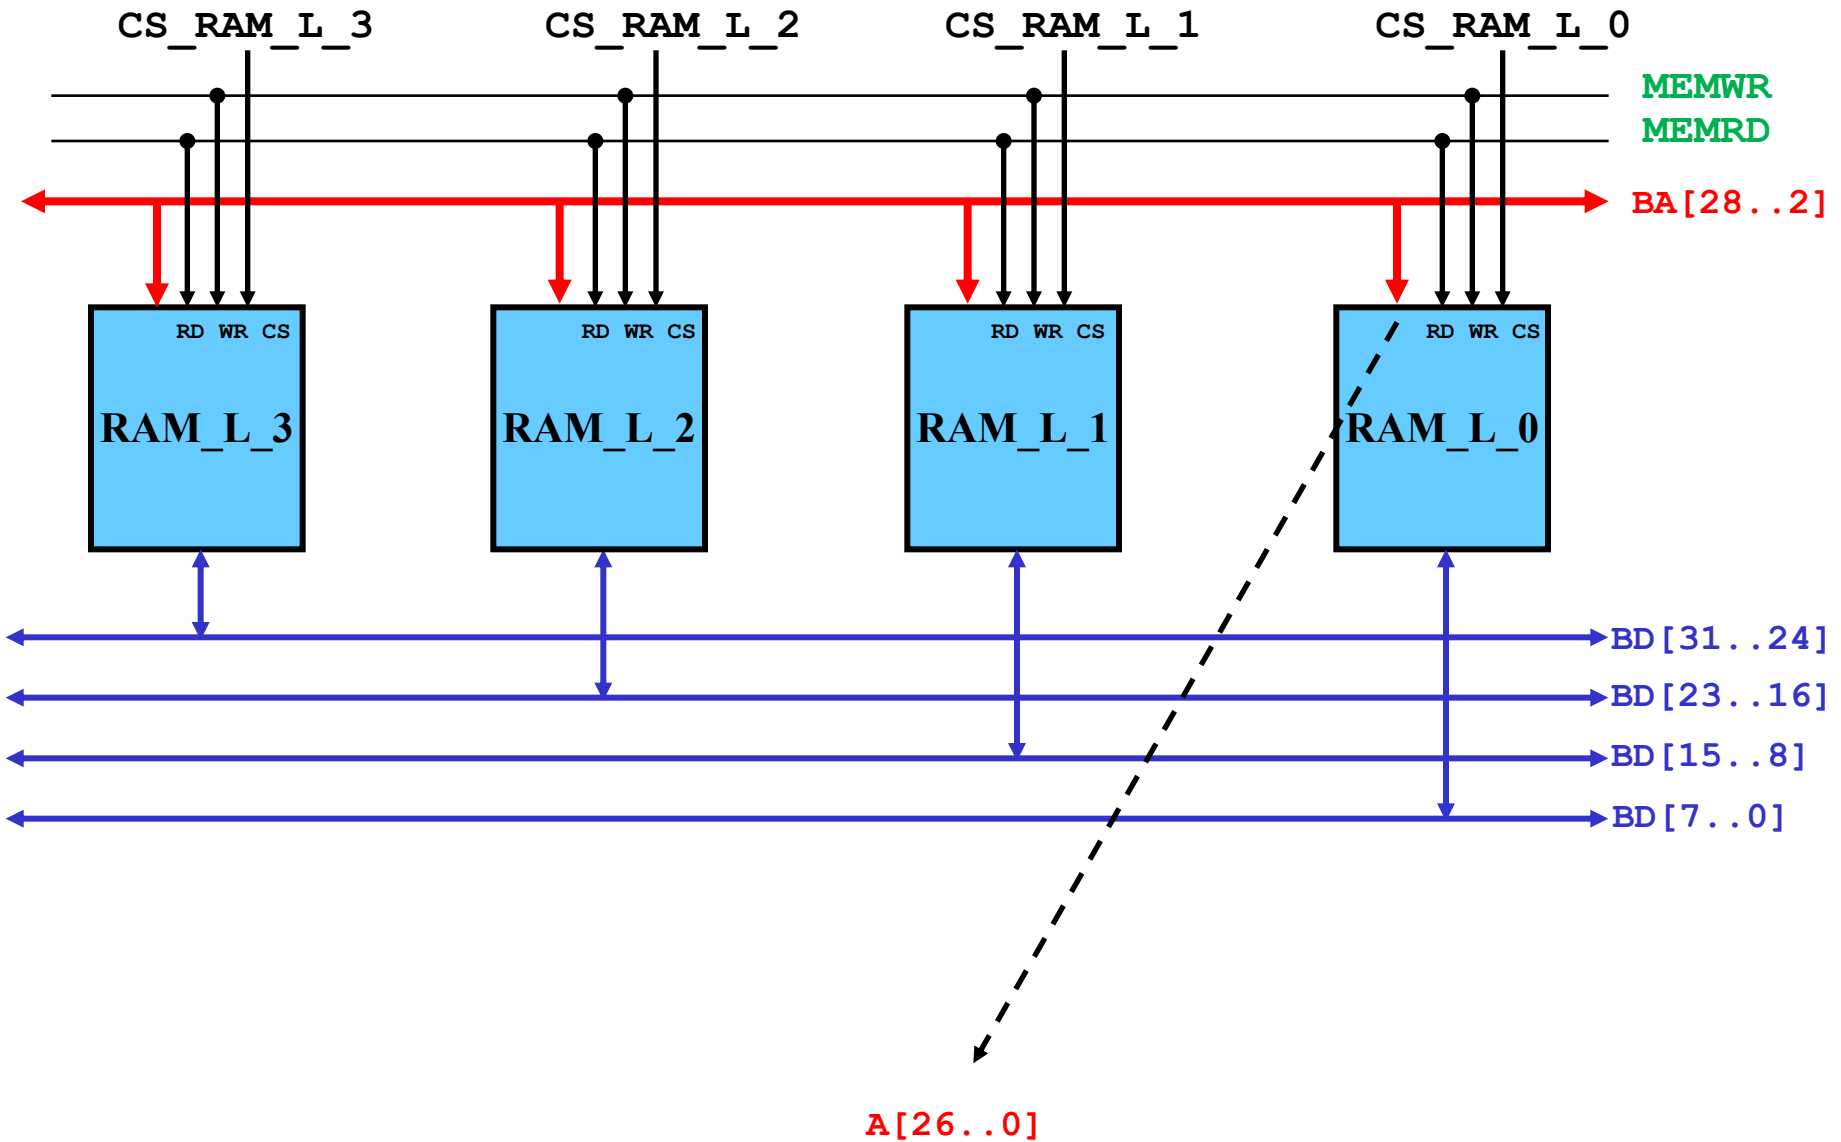 CS_RAM_L_3 CS_RAM_L_2 CS_RAM_L_1 CS_RAM_L_0
MEMWR
MEMRD
BA[28..2]
RD WR CS RD WR CS RD WR CS RD WR CS
RAM_L_3 RAM_L_2 RAM_L_1 RAM_L_0
BD[31..24]
BD[23..16]
BD[15..8]
BD[7..0]
A[26..0]